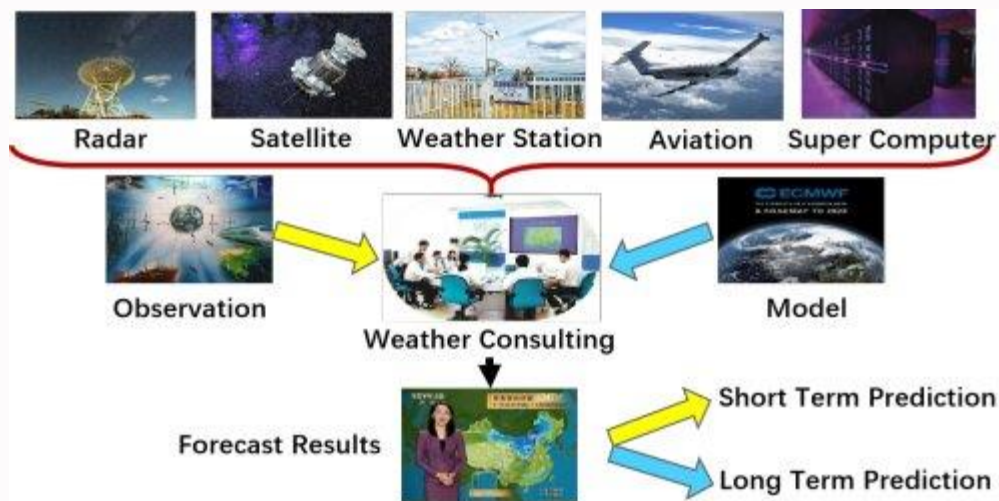 Radar
Satellite
Weather Station
Aviation
Super Computer
ECMWF
Observation
Model
Weather Consulting
Forecast Results
Short Term Prediction
Long Term Prediction